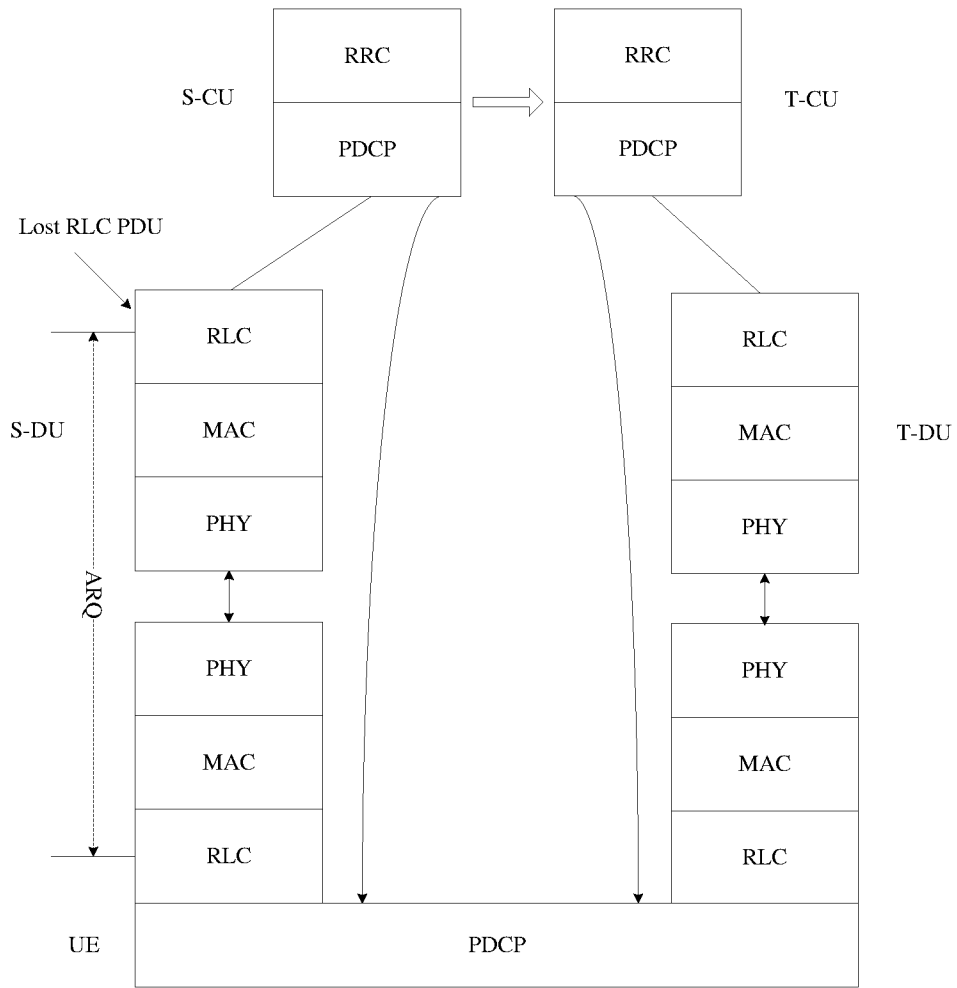 RRC
RRC
S-CU
T-CU
PDCP
PDCP
Lost RLC PDU
RLC
RLC
S-DU
MAC
MAC
T-DU
PHY
PHY
ARQ
PHY
PHY
MAC
MAC
RLC
RLC
UE
PDCP